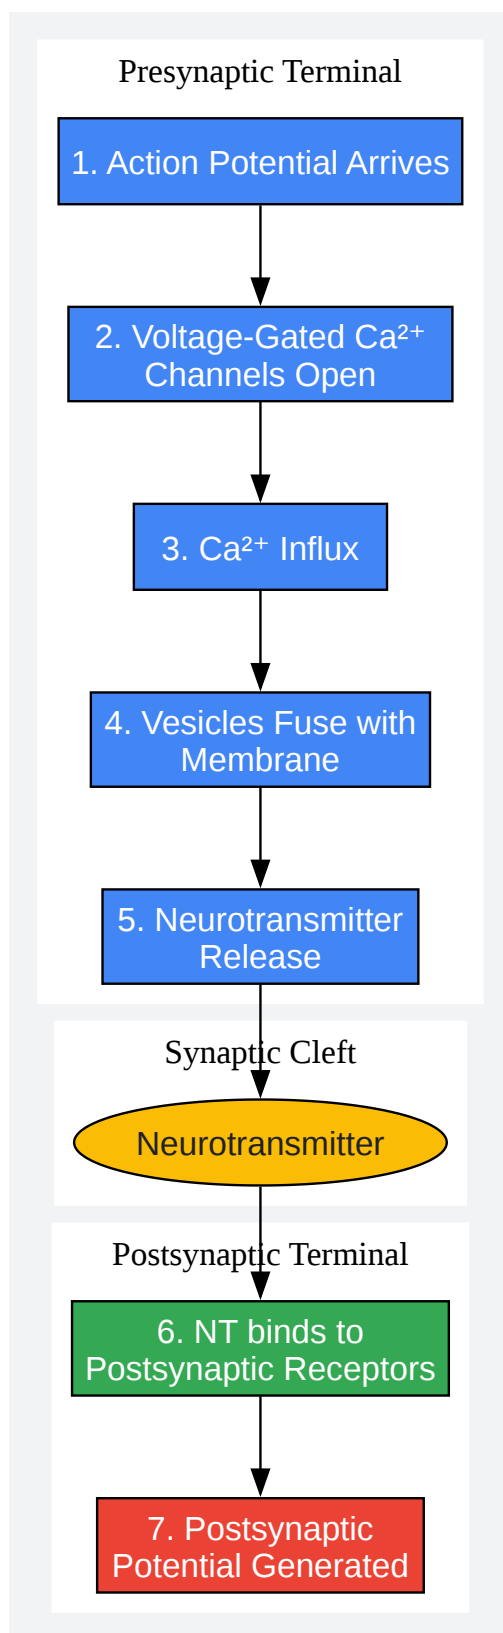 Presynaptic Terminal
1. Action Potential Arrives
2. Voltage-Gated Ca²⁺
Channels Open
3. Ca²⁺ Influx
4. Vesicles Fuse with
Membrane
5. Neurotransmitter
Release
Synaptic Cleft
Neurotransmitter
Postsynaptic Terminal
6. NT binds to
Postsynaptic Receptors
7. Postsynaptic
Potential Generated